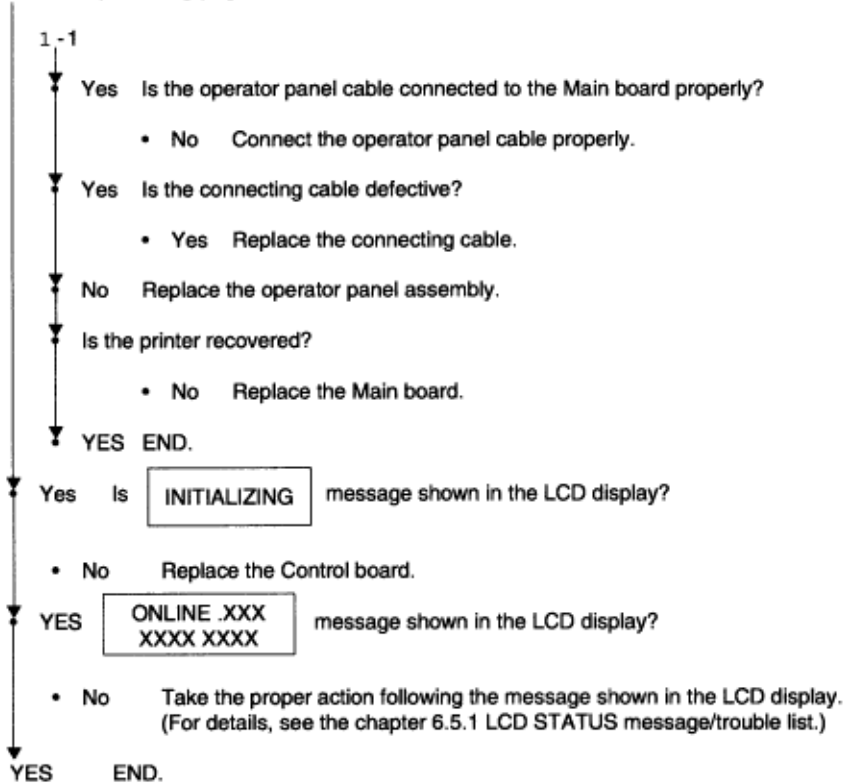 1-1
Yes Is the operator panel cable connected to the Main board properly?
• No Connect the operator panel cable properly.
Yes Is the connecting cable defective?
• Yes Replace the connecting cable.
No Replace the operator panel assembly.
Is the printer recovered?
• No Replace the Main board.
YES END.
Yes Is INITIALIZING message shown in the LCD display?
• No Replace the Control board.
YES ONLINE .XXX
XXXX XXXX message shown in the LCD display?
• No Take the proper action following the message shown in the LCD display.
(For details, see the chapter 6.5.1 LCD STATUS message/trouble list.)
YES END.